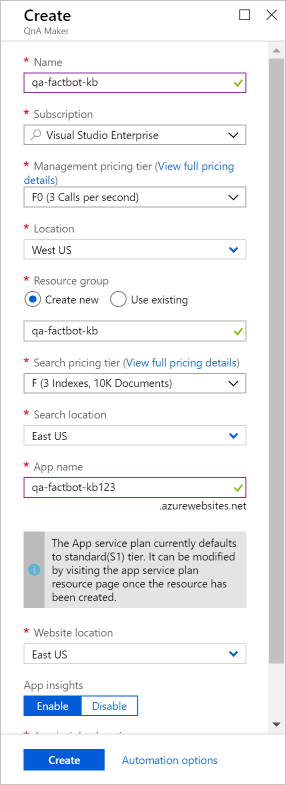 Create
QnA Maker
* Name
qa-factbot-kb
* Subscription
Visual Studio Enterprise
* Management pricing tier (View full pricing
details)
F0 (3 Calls per second)
* Location
West US
* Resource group
Create new Use existing
qa-factbot-kb
* Search pricing tier (View full pricing details)
F (3 Indexes, 10K Documents)
* Search location
East US
* App name
qa-factbot-kb123
.azurewebsites.net
The App service plan currently defaults
to standard(S1) tier. It can be modified
by visiting the app service plan
resource page once the resource has
been created.
* Website location
East US
App insights
Enable Disable
Create Automation options